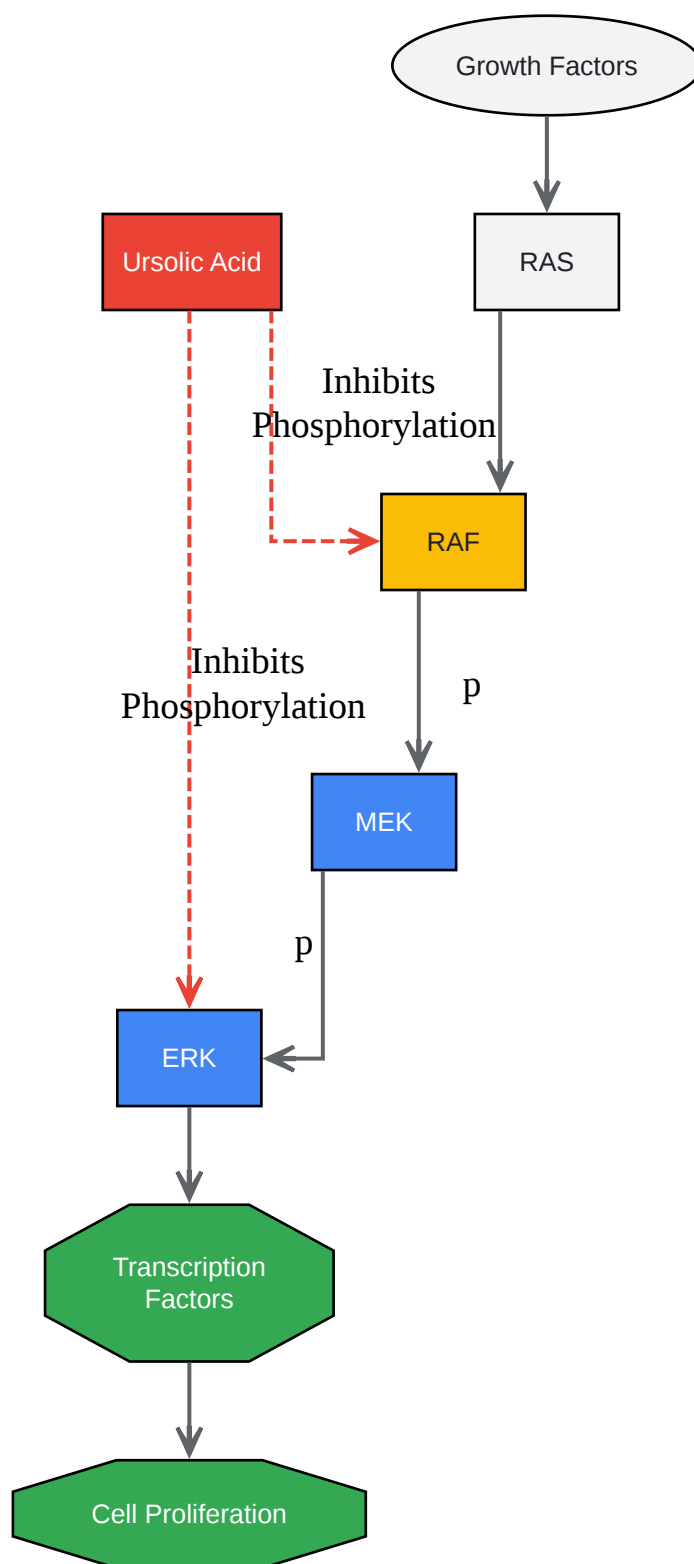 Growth Factors
Ursolic Acid
RAS
Inhibits
Phosphorylation
RAF
Inhibits
Phosphorylation
p
MEK
p
ERK
Transcription
Factors
Cell Proliferation